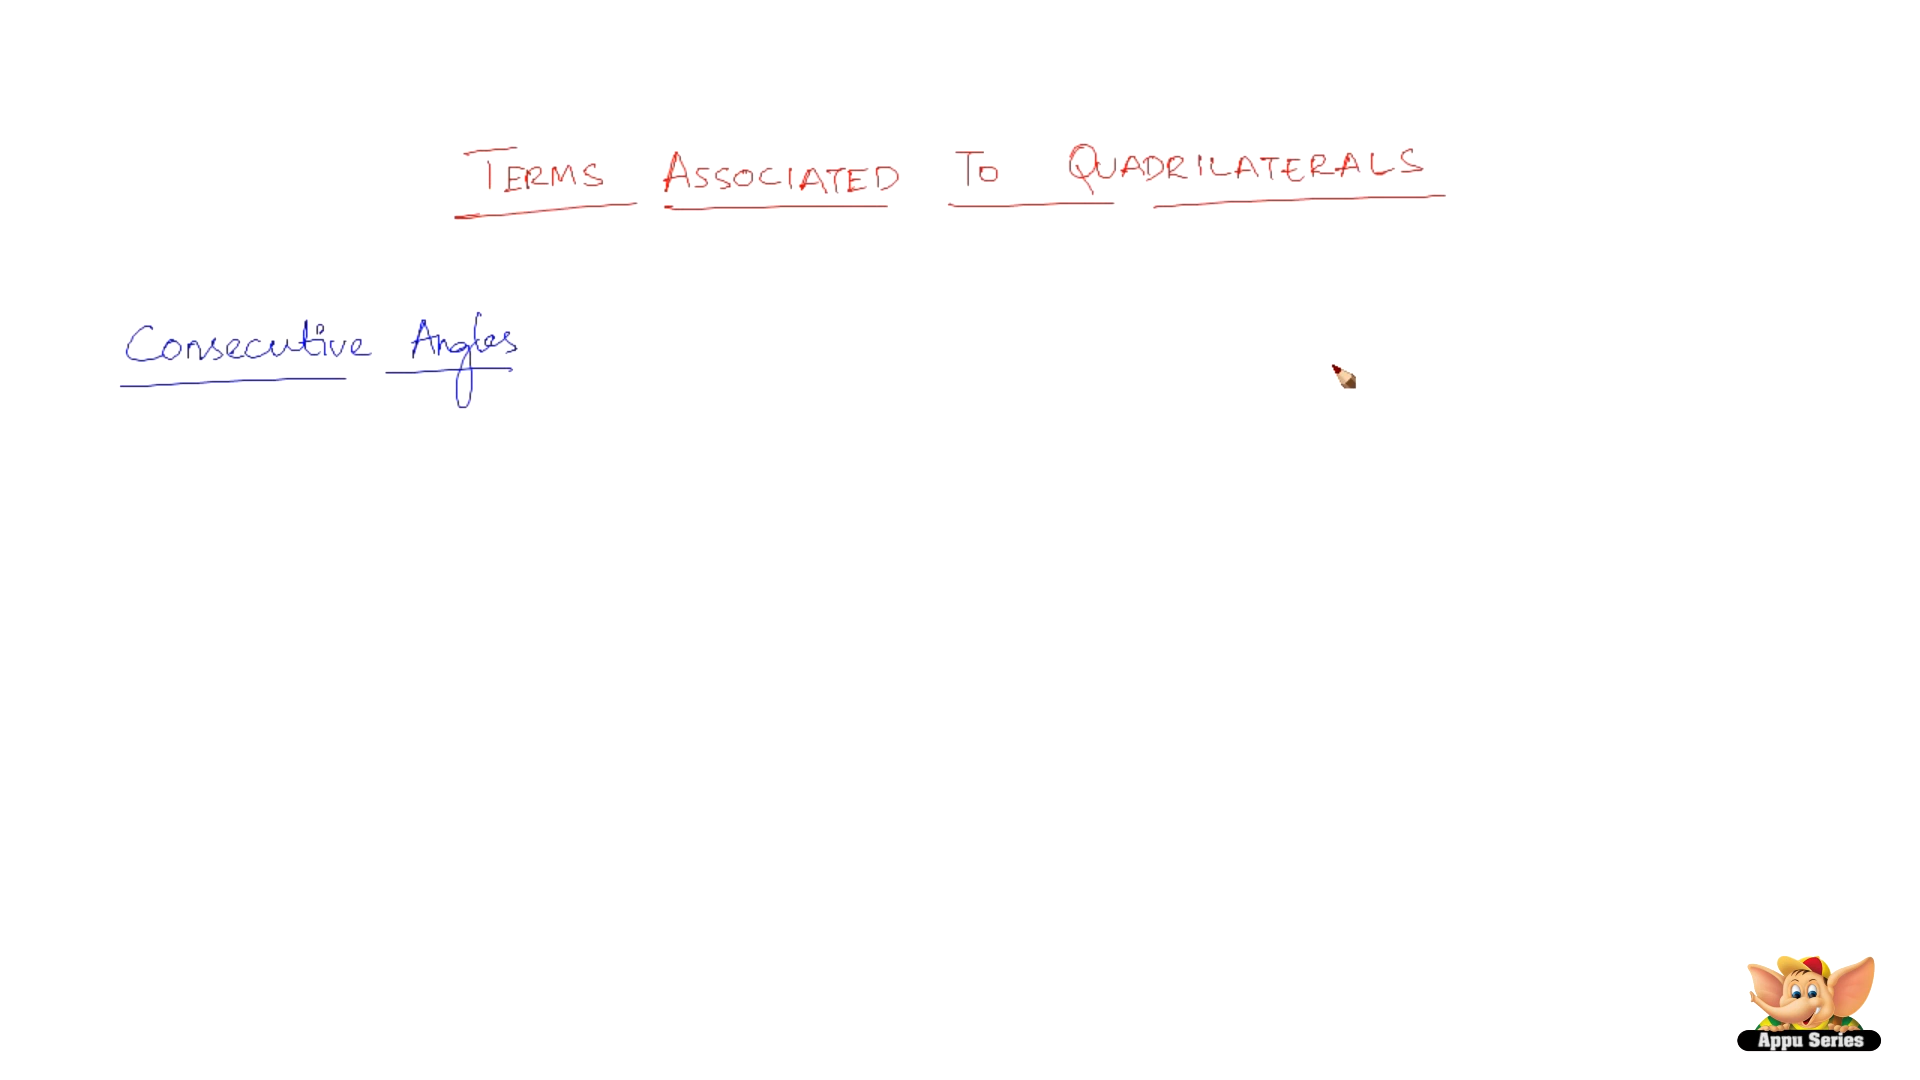 TERMS ASSOCIATED TO QUADRILATERALS
Consecutive Angles
Appu Series